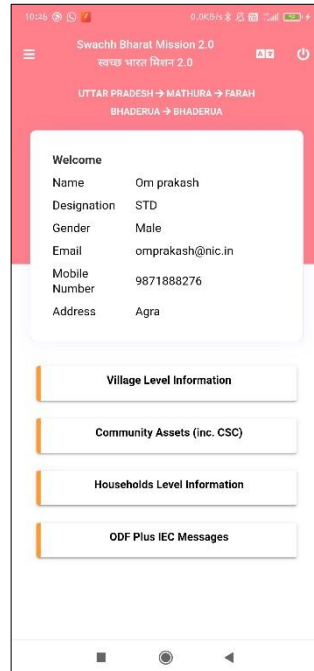 10:26
0.0KB/s
Swachh Bharat Mission 2.0
स्वच्छ भारत मिशन 2.0
UTTAR PRADESH → MATHURA → FARAH
BHADERUA → BHADERUA
Welcome
Name Om prakash
Designation STD
Gender Male
Email omprakash@nic.in
Mobile Number 9871888276
Address Agra
Village Level Information
Community Assets (inc. CSC)
Households Level Information
ODF Plus IEC Messages